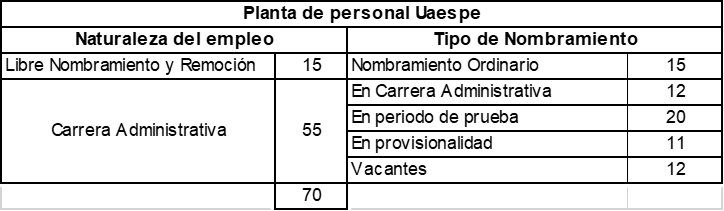 Planta de personal Uaespe
Naturaleza del empleo Tipo de Nombramiento
Libre Nombramiento y Remoción 15 Nombramiento Ordinario 15
Carrera Administrativa 55 En Carrera Administrativa 12
En periodo de prueba 20
En provisionalidad 11
Vacantes 12
70